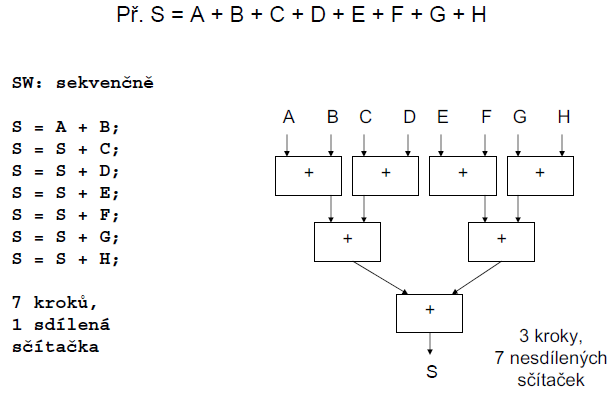 Př. S = A + B + C + D + E + F + G + H
SW: sekvenčně
S = A + B;
S = S + C;
S = S + D;
S = S + E;
S = S + F;
S = S + G;
S = S + H;
7 kroků,
1 sdílená
sčítačka
A B C D E F G H
+ + + +
+ +
+
S
3 kroky,
7 nesdílených
sčítaček